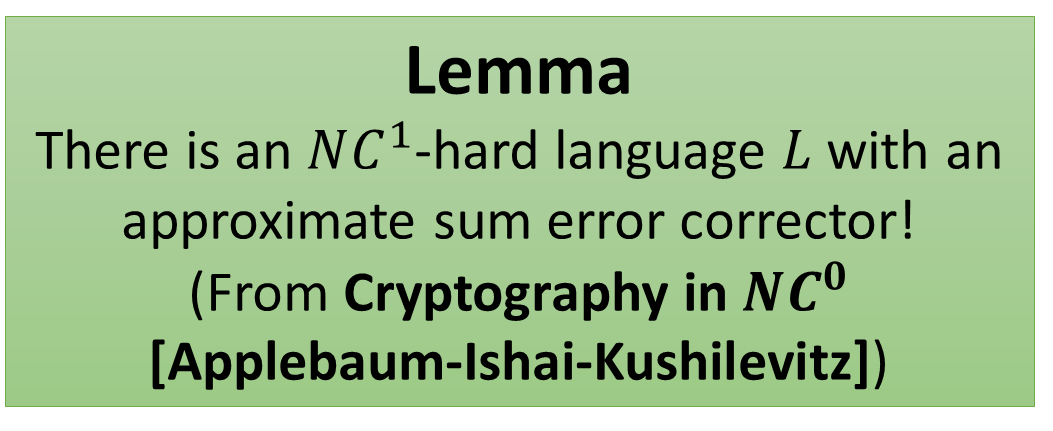 Lemma
There is an 𝑁𝐶¹-hard language 𝐿 with an
approximate sum error corrector!
(From Cryptography in 𝑵𝑪⁰
[Applebaum-Ishai-Kushilevitz])